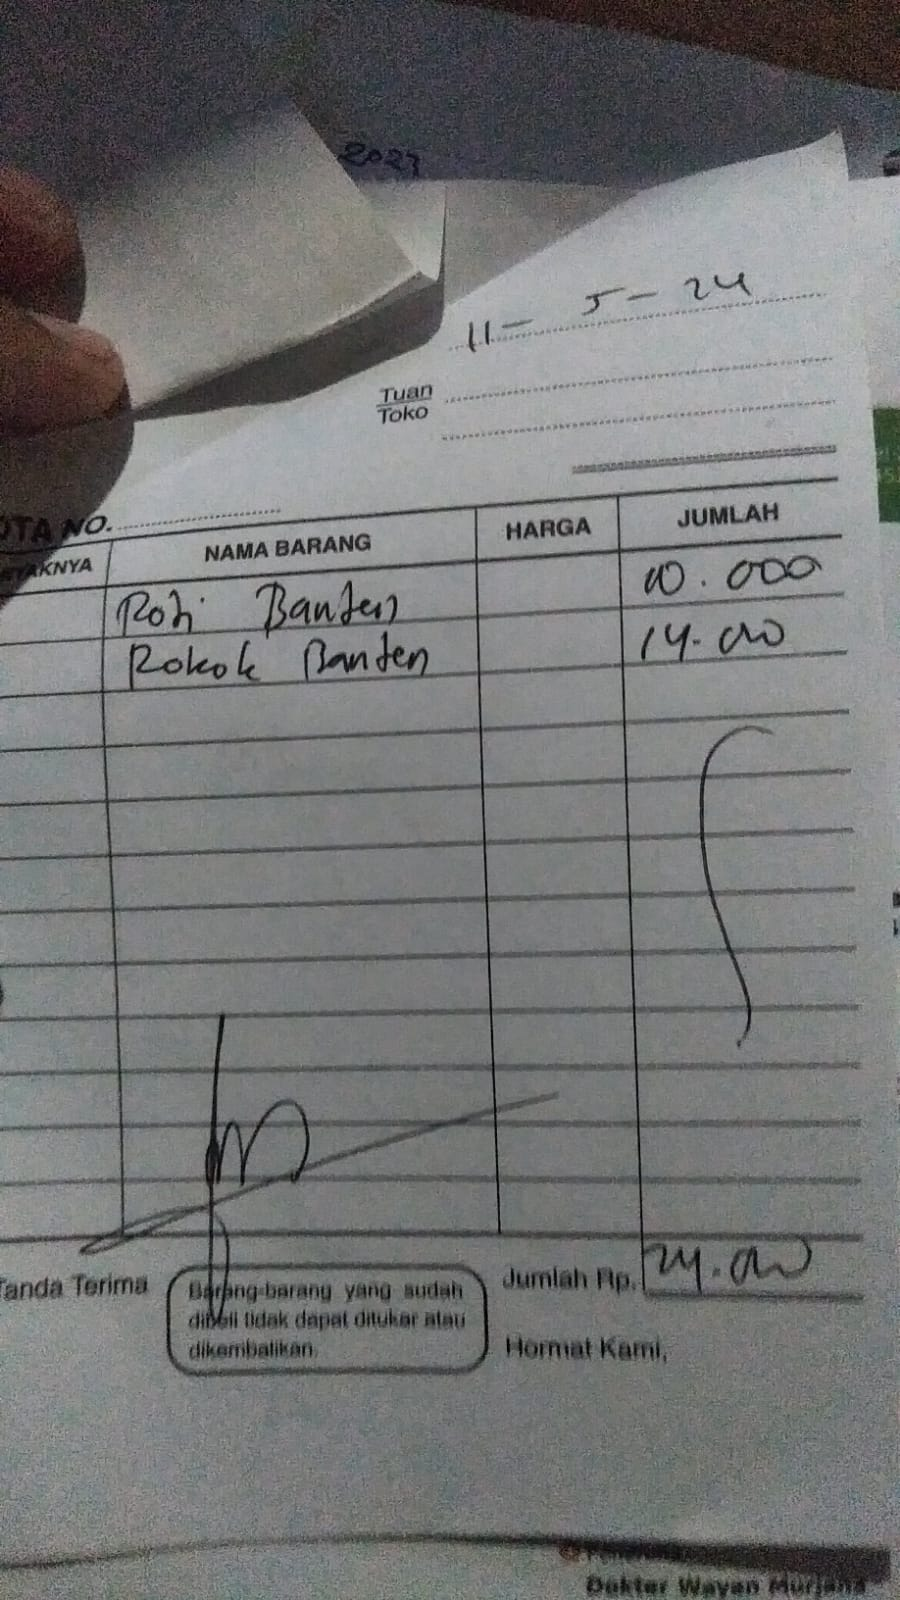 2023
11 - 5 - 24
Tuan
Toko
OTA NO.
YAKNYA NAMA BARANG HARGA JUMLAH
Roti Banten 10.000
Rokok Banten 14.000
Tanda Terima
Barang-barang yang sudah
dibeli tidak dapat ditukar atau
dikembalikan.
Jumlah Rp. 24.000
Hormat Kami,
Dokter Wayan Murjana